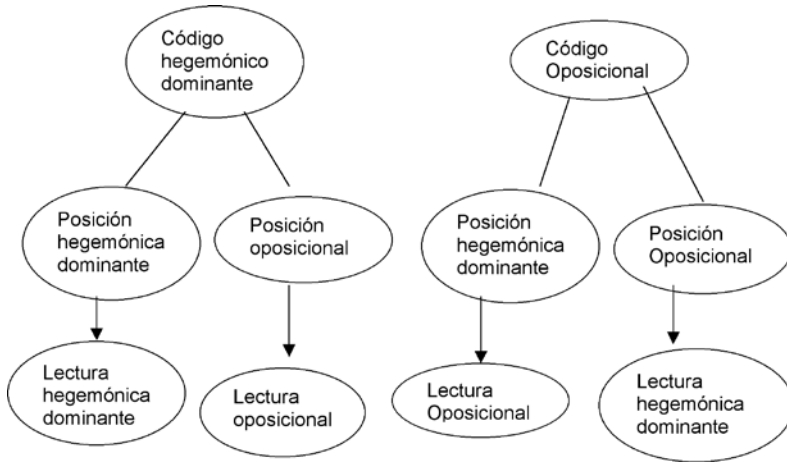 Código
hegemónico
dominante
Código
Oposicional
Posición
hegemónica
dominante
Posición
oposicional
Posición
hegemónica
dominante
Posición
Oposicional
Lectura
hegemónica
dominante
Lectura
oposicional
Lectura
Oposicional
Lectura
hegemónica
dominante